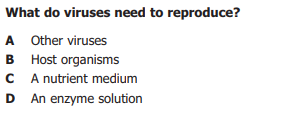 What do viruses need to reproduce?
A Other viruses
B Host organisms
C A nutrient medium
D An enzyme solution